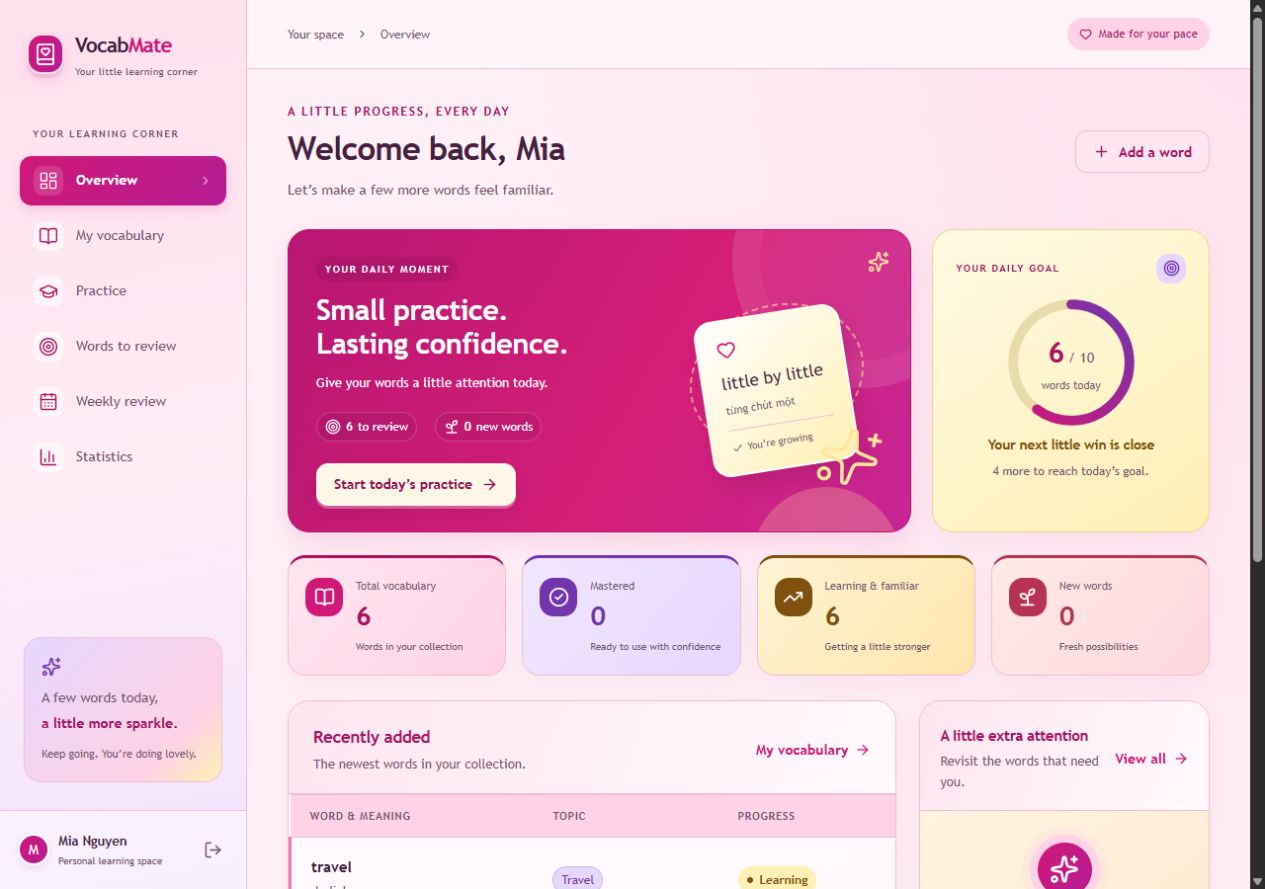 VocabMate
Your little learning corner
YOUR LEARNING CORNER
Overview
My vocabulary
Practice
Words to review
Weekly review
Statistics
A few words today,
a little more sparkle.
Keep going. You're doing lovely.
M
Mia Nguyen
Personal learning space
Your space > Overview
Made for your pace
A LITTLE PROGRESS, EVERY DAY
Welcome back, Mia
Let's make a few more words feel familiar.
+ Add a word
YOUR DAILY MOMENT
Small practice.
Lasting confidence.
Give your words a little attention today.
6 to review
0 new words
Start today's practice →
little by little
từng chút một
You're growing
YOUR DAILY GOAL
6 / 10
words today
Your next little win is close
4 more to reach today's goal.
Total vocabulary
6
Words in your collection
Mastered
0
Ready to use with confidence
Learning & familiar
6
Getting a little stronger
New words
0
Fresh possibilities
Recently added
The newest words in your collection.
My vocabulary →
WORD & MEANING TOPIC PROGRESS
travel
Travel
Learning
A little extra attention
Revisit the words that need
you.
View all →